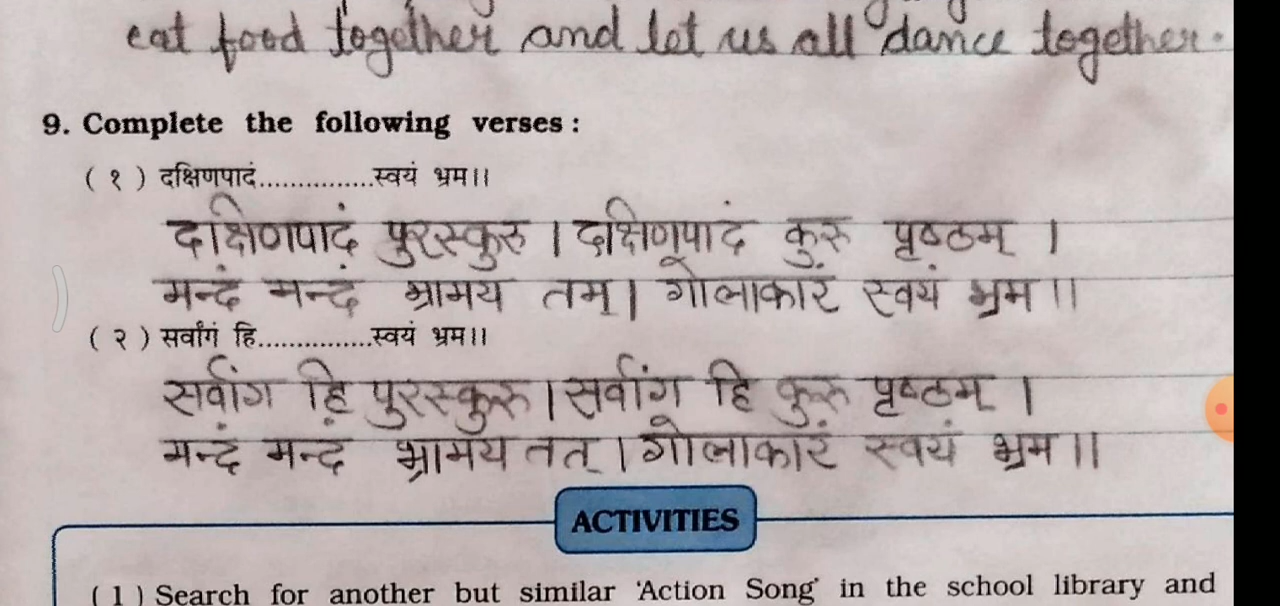 eat food together and let us all dance together.
9. Complete the following verses :
( १ ) दक्षिणपादं...............स्वयं भ्रम।।
दक्षिणपादं पुरस्कुरु । दक्षिणपादं कुरु पृष्ठम् ।
मन्दं मन्दं भ्रामय तम् । गोलाकारं स्वयं भ्रम ।।
( २ ) सर्वांगं हि...............स्वयं भ्रम।।
सर्वांग हि पुरस्कुरु । सर्वांग हि कुरु पृष्ठम् ।
मन्दं मन्दं भ्रामय तत् । गोलाकारं स्वयं भ्रम ।।
ACTIVITIES
( 1 ) Search for another but similar 'Action Song' in the school library and